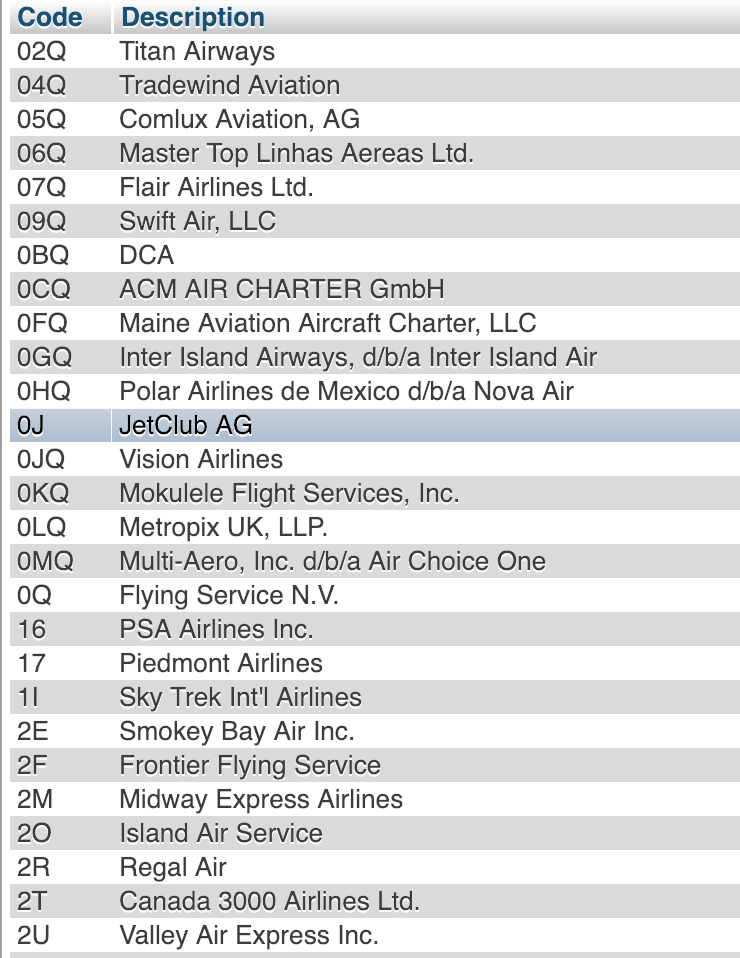 Code Description
02Q Titan Airways
04Q Tradewind Aviation
05Q Comlux Aviation, AG
06Q Master Top Linhas Aereas Ltd.
07Q Flair Airlines Ltd.
09Q Swift Air, LLC
0BQ DCA
0CQ ACM AIR CHARTER GmbH
0FQ Maine Aviation Aircraft Charter, LLC
0GQ Inter Island Airways, d/b/a Inter Island Air
0HQ Polar Airlines de Mexico d/b/a Nova Air
0J JetClub AG
0JQ Vision Airlines
0KQ Mokulele Flight Services, Inc.
0LQ Metropix UK, LLP.
0MQ Multi-Aero, Inc. d/b/a Air Choice One
0Q Flying Service N.V.
16 PSA Airlines Inc.
17 Piedmont Airlines
1I Sky Trek Int'l Airlines
2E Smokey Bay Air Inc.
2F Frontier Flying Service
2M Midway Express Airlines
2O Island Air Service
2R Regal Air
2T Canada 3000 Airlines Ltd.
2U Valley Air Express Inc.